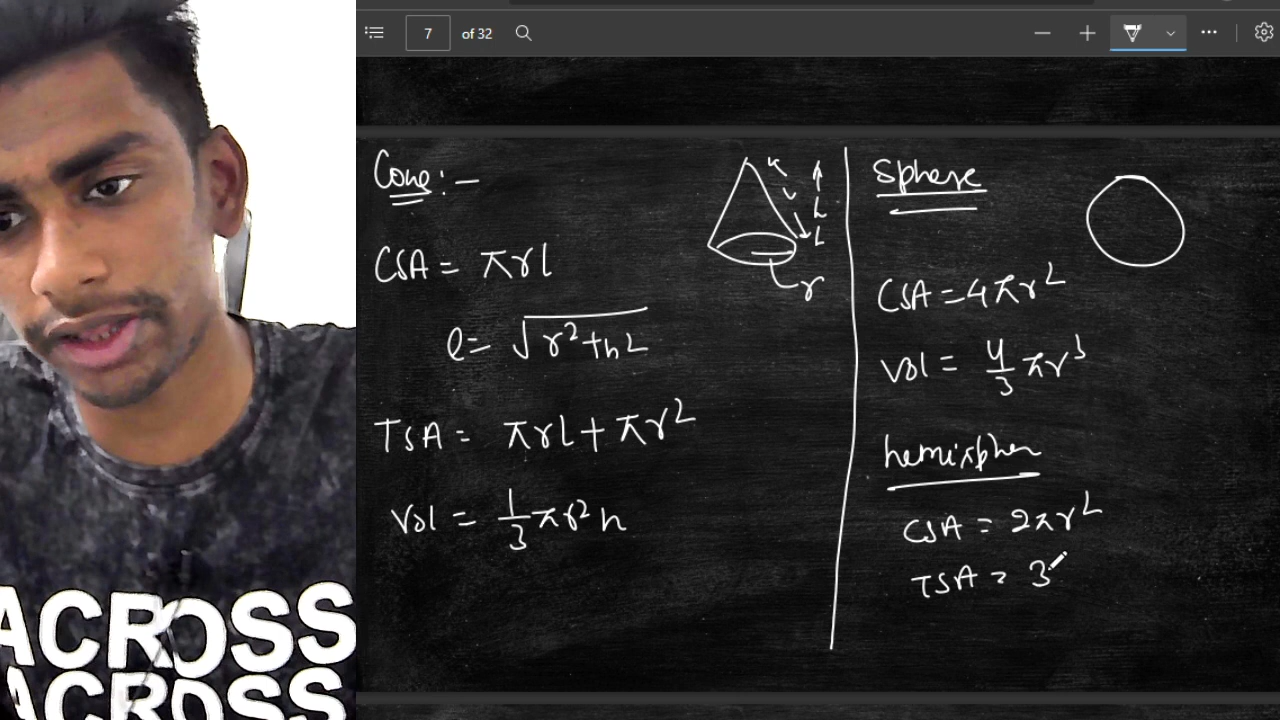 7 of 32
Cone :-
CSA = πrl
l = √r²+h²
TSA = πrl + πr²
Vol = 1/3 πr²h
r
Sphere
CSA = 4πr²
Vol = 4/3 πr³
hemispher
CSA = 2πr²
TSA = 3
ACROSS
ACROSS